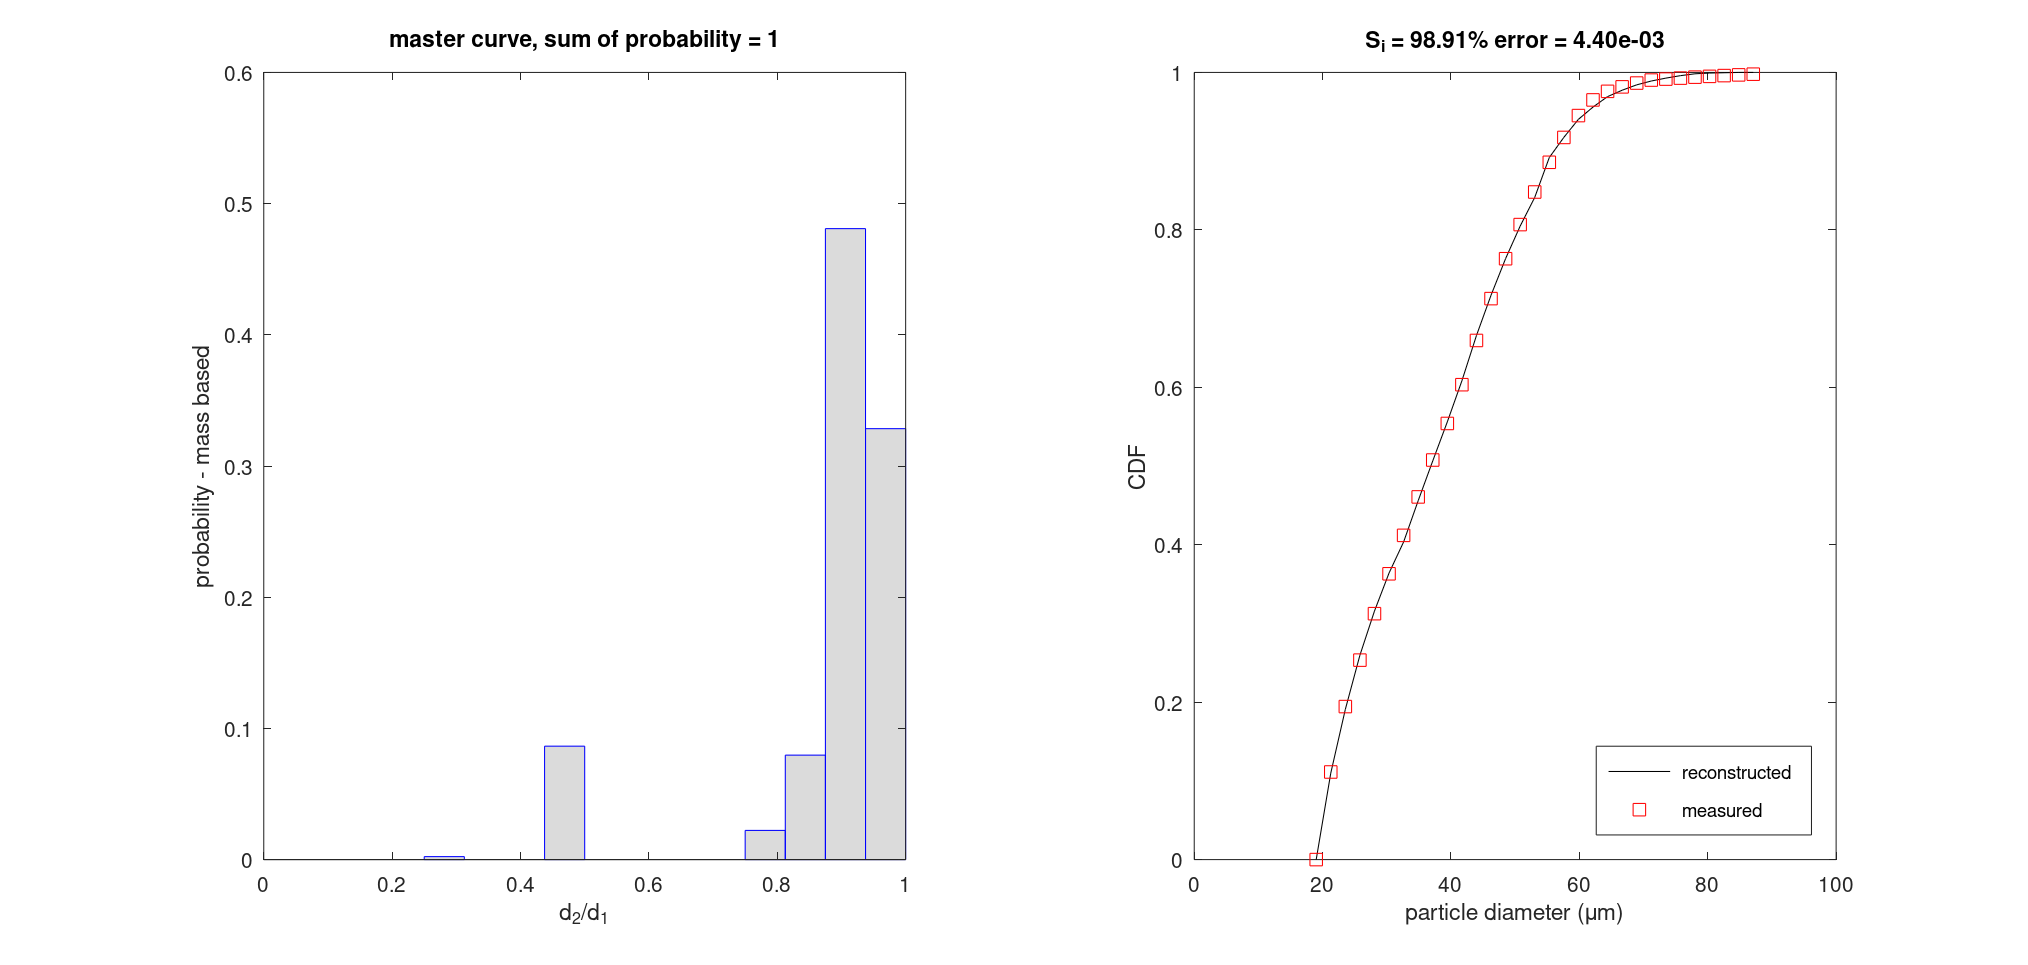 master curve, sum of probability = 1
0.6
0.5
0.4
0.3
0.2
0.1
0
probability - mass based
0 0.2 0.4 0.6 0.8 1
d₂/d₁
Sᵢ = 98.91% error = 4.40e-03
1
0.8
0.6
0.4
0.2
0
CDF
reconstructed
measured
0 20 40 60 80 100
particle diameter (µm)